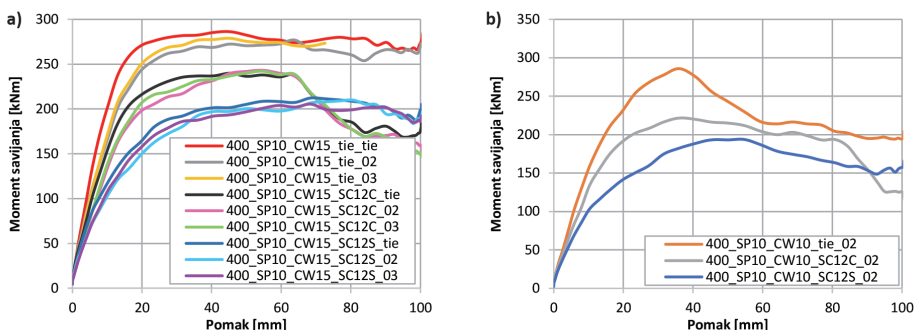 a)
Moment savijanja [kNm]
300
250
200
150
100
50
0
400_SP10_CW15_tie_tie
400_SP10_CW15_tie_02
400_SP10_CW15_tie_03
400_SP10_CW15_SC12C_tie
400_SP10_CW15_SC12C_02
400_SP10_CW15_SC12C_03
400_SP10_CW15_SC12S_tie
400_SP10_CW15_SC12S_02
400_SP10_CW15_SC12S_03
0 20 40 60 80 100
Pomak [mm]
b)
Moment savijanja [kNm]
350
300
250
200
150
100
50
0
400_SP10_CW10_tie_02
400_SP10_CW10_SC12C_02
400_SP10_CW10_SC12S_02
0 20 40 60 80 100
Pomak [mm]